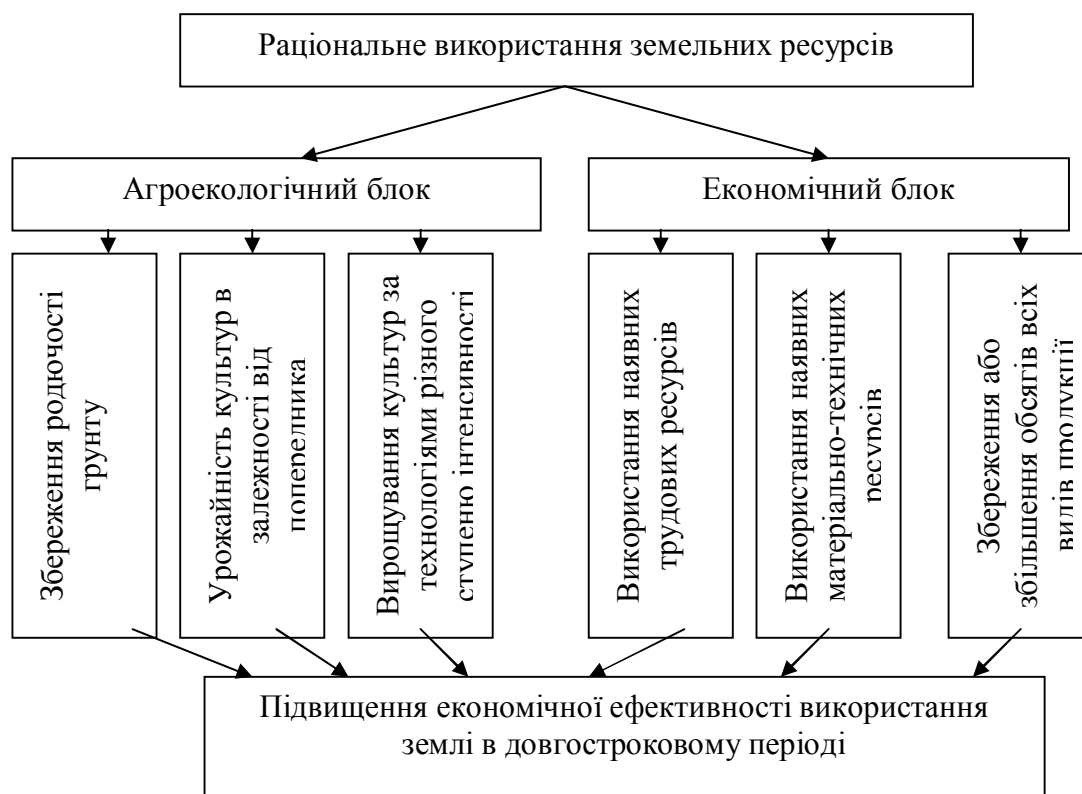 Раціональне використання земельних ресурсів
Агроекологічний блок
Економічний блок
Збереження родючості
грунту
Урожайність культур в
залежності від
попередника
Вирощування культур за
технологіями різного
ступеню інтенсивності
Використання наявних
трудових ресурсів
Використання наявних
матеріально-технічних
ресурсів
Збереження або
збільшення обсягів всіх
видів продукції
Підвищення економічної ефективності використання
землі в довгостроковому періоді